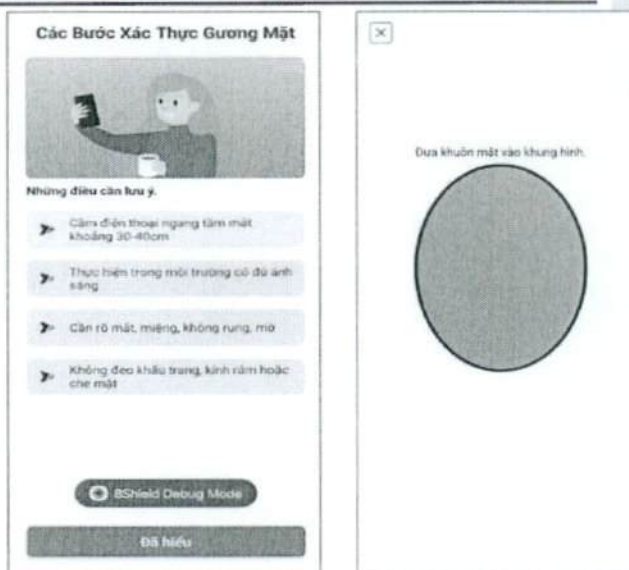 Các Bước Xác Thực Gương Mặt
Những điều cần lưu ý.
Cầm điện thoại ngang tầm mắt
khoảng 30-40cm
Thực hiện trong môi trường có đủ ánh
sáng
Cần rõ mắt, miệng, không rung, mờ
Không đeo khẩu trang, kính râm hoặc
che mặt
BShield Debug Mode
Đã hiểu
Đưa khuôn mặt vào khung hình.